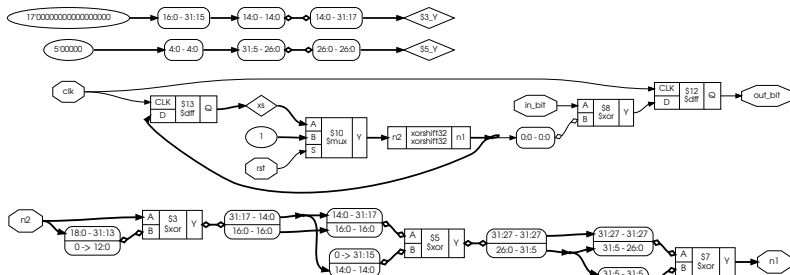 17'00000000000000000
16:0 - 31:15
14:0 - 14:0
14:0 - 31:17
$3_Y
5'00000
4:0 - 4:0
31:5 - 26:0
26:0 - 26:0
$5_Y
clk
CLK
D
$13
$dff
Q
xs
1
rst
A
B
S
$10
$mux
Y
n2
xorshift32
xorshift32
n1
0:0 - 0:0
in_bit
A
B
$8
$xor
Y
CLK
D
$12
$dff
Q
out_bit
n2
18:0 - 31:13
0 -> 12:0
A
B
$3
$xor
Y
31:17 - 14:0
16:0 - 16:0
14:0 - 31:17
16:0 - 16:0
0 -> 31:15
14:0 - 14:0
A
B
$5
$xor
Y
31:27 - 31:27
26:0 - 31:5
31:27 - 31:27
31:5 - 26:0
31:5 - 31:5
A
B
$7
$xor
Y
n1